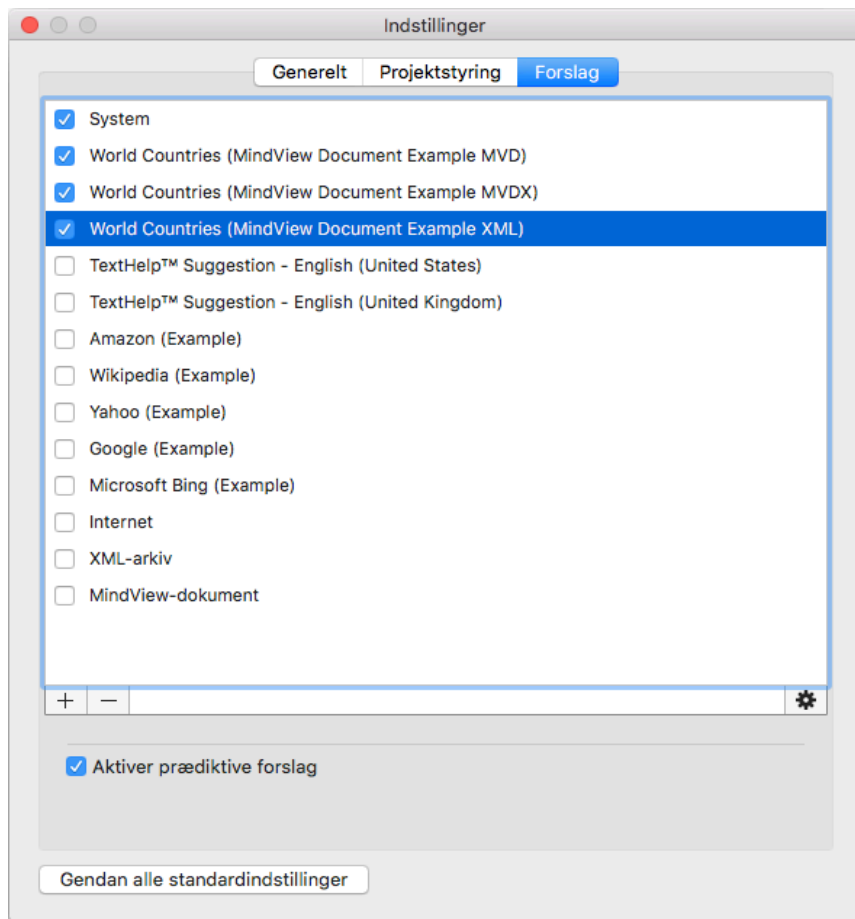 Indstillinger
Generelt Projektstyring Forslag
System
World Countries (MindView Document Example MVD)
World Countries (MindView Document Example MVDX)
World Countries (MindView Document Example XML)
TextHelp™ Suggestion - English (United States)
TextHelp™ Suggestion - English (United Kingdom)
Amazon (Example)
Wikipedia (Example)
Yahoo (Example)
Google (Example)
Microsoft Bing (Example)
Internet
XML-arkiv
MindView-dokument
Aktiver prædiktive forslag
Gendan alle standardindstillinger